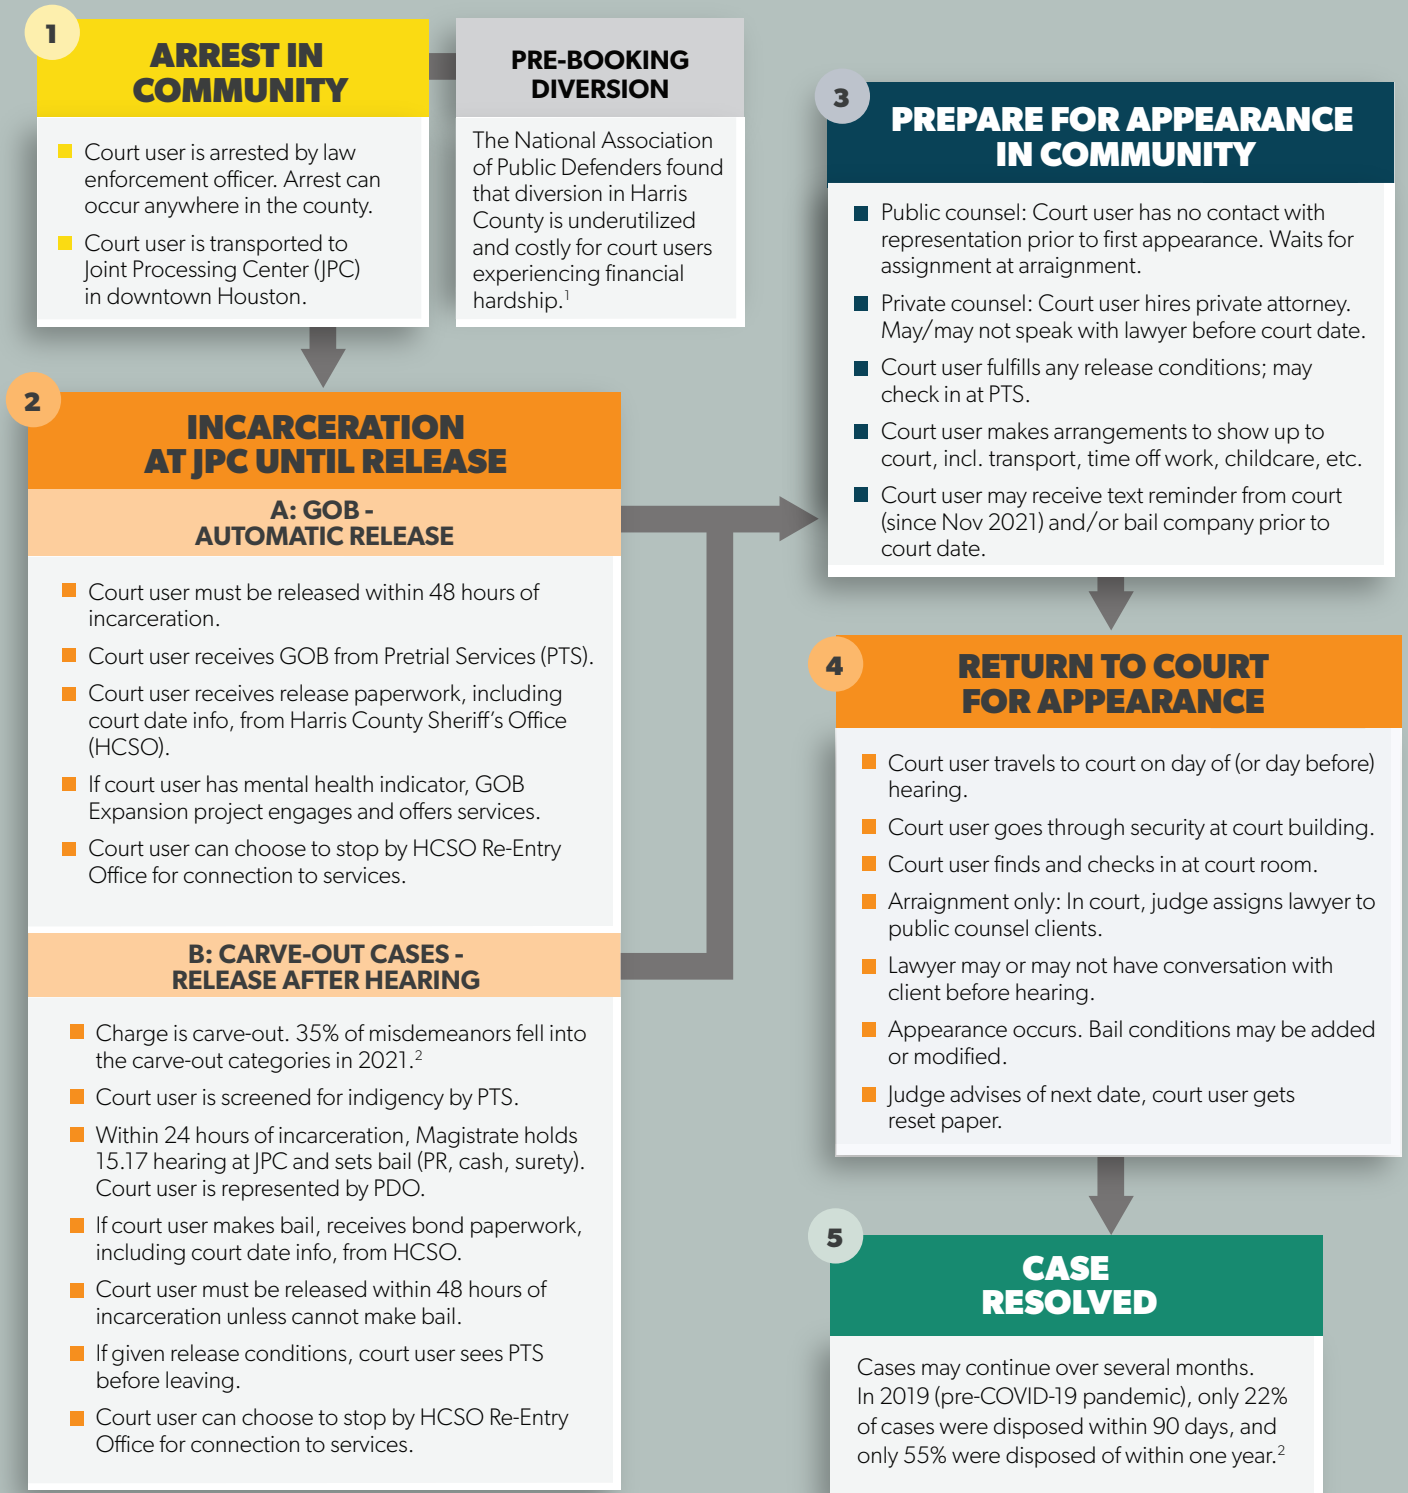 1
ARREST IN
COMMUNITY
Court user is arrested by law
enforcement officer. Arrest can
occur anywhere in the county.
Court user is transported to
Joint Processing Center (JPC)
in downtown Houston.
PRE-BOOKING
DIVERSION
The National Association
of Public Defenders found
that diversion in Harris
County is underutilized
and costly for court users
experiencing financial
hardship.1
2
INCARCERATION
AT JPC UNTIL RELEASE
A: GOB -
AUTOMATIC RELEASE
Court user must be released within 48 hours of
incarceration.
Court user receives GOB from Pretrial Services (PTS).
Court user receives release paperwork, including
court date info, from Harris County Sheriff's Office
(HCSO).
If court user has mental health indicator, GOB
Expansion project engages and offers services.
Court user can choose to stop by HCSO Re-Entry
Office for connection to services.
B: CARVE-OUT CASES -
RELEASE AFTER HEARING
Charge is carve-out. 35% of misdemeanors fell into
the carve-out categories in 2021.2
Court user is screened for indigency by PTS.
Within 24 hours of incarceration, Magistrate holds
15.17 hearing at JPC and sets bail (PR, cash, surety).
Court user is represented by PDO.
If court user makes bail, receives bond paperwork,
including court date info, from HCSO.
Court user must be released within 48 hours of
incarceration unless cannot make bail.
If given release conditions, court user sees PTS
before leaving.
Court user can choose to stop by HCSO Re-Entry
Office for connection to services.
3
PREPARE FOR APPEARANCE
IN COMMUNITY
Public counsel: Court user has no contact with
representation prior to first appearance. Waits for
assignment at arraignment.
Private counsel: Court user hires private attorney.
May/may not speak with lawyer before court date.
Court user fulfills any release conditions; may
check in at PTS.
Court user makes arrangements to show up to
court, incl. transport, time off work, childcare, etc.
Court user may receive text reminder from court
(since Nov 2021) and/or bail company prior to
court date.
4
RETURN TO COURT
FOR APPEARANCE
Court user travels to court on day of (or day before)
hearing.
Court user goes through security at court building.
Court user finds and checks in at court room.
Arraignment only: In court, judge assigns lawyer to
public counsel clients.
Lawyer may or may not have conversation with
client before hearing.
Appearance occurs. Bail conditions may be added
or modified.
Judge advises of next date, court user gets
reset paper.
5
CASE
RESOLVED
Cases may continue over several months.
In 2019 (pre-COVID-19 pandemic), only 22%
of cases were disposed within 90 days, and
only 55% were disposed of within one year.2